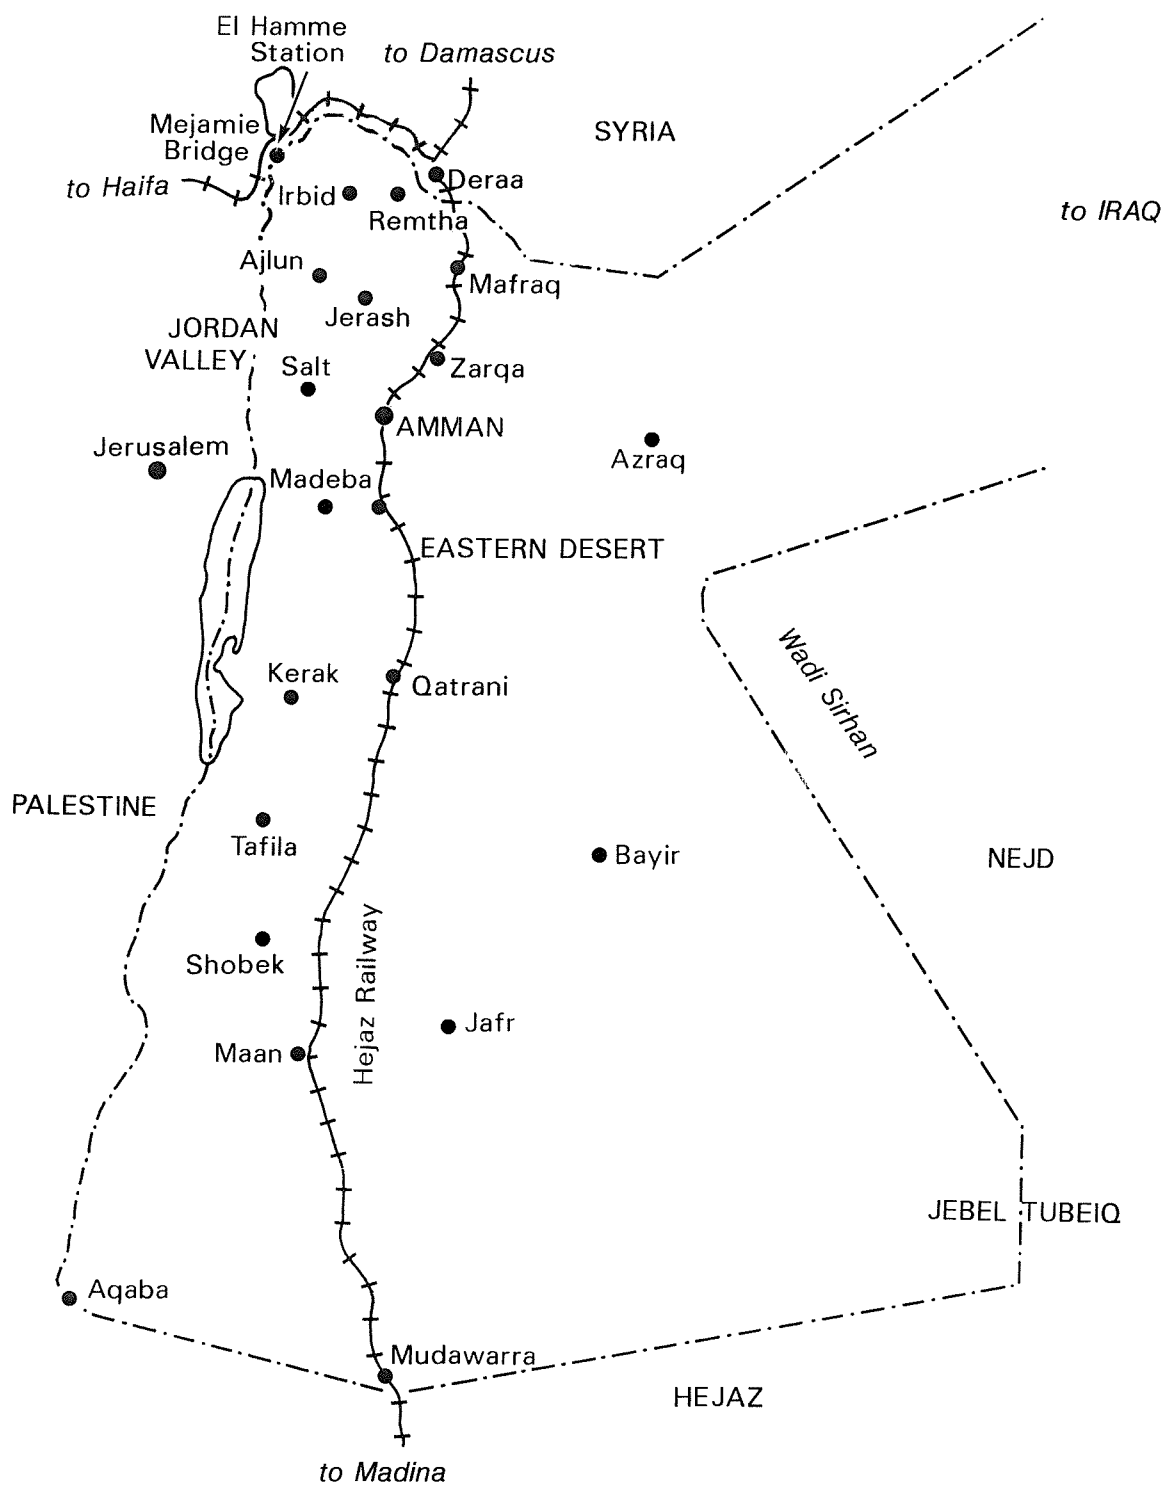 El Hamme
Station
to Damascus
SYRIA
Mejamie
Bridge
to Haifa
Deraa
Irbid
Remtha
to IRAQ
Ajlun
Mafraq
Jerash
JORDAN
VALLEY
Salt
Zarqa
AMMAN
Jerusalem
Azraq
Madeba
EASTERN DESERT
Wadi Sirhan
Kerak
Qatrani
PALESTINE
Tafila
Bayir
NEJD
Shobek
Hejaz Railway
Jafr
Maan
JEBEL TUBEIQ
Aqaba
Mudawarra
HEJAZ
to Madina